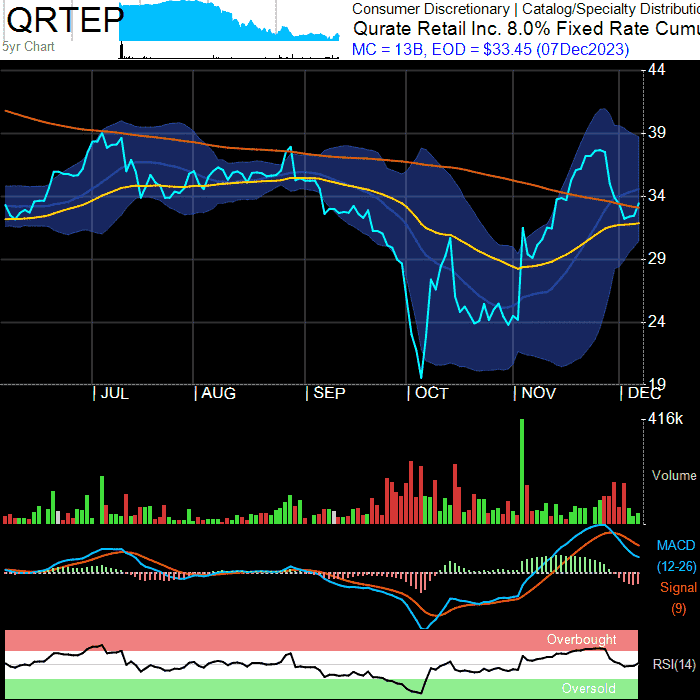 QRTEP
5yr Chart
Consumer Discretionary | Catalog/Specialty Distributio
Qurate Retail Inc. 8.0% Fixed Rate Cumu
MC = 13B, EOD = $33.45 (07Dec2023)
44
39
34
29
24
19
| JUL | AUG | SEP | OCT | NOV | DEC
416k
Volume
MACD
(12-26)
Signal
(9)
Overbought
RSI(14)
Oversold